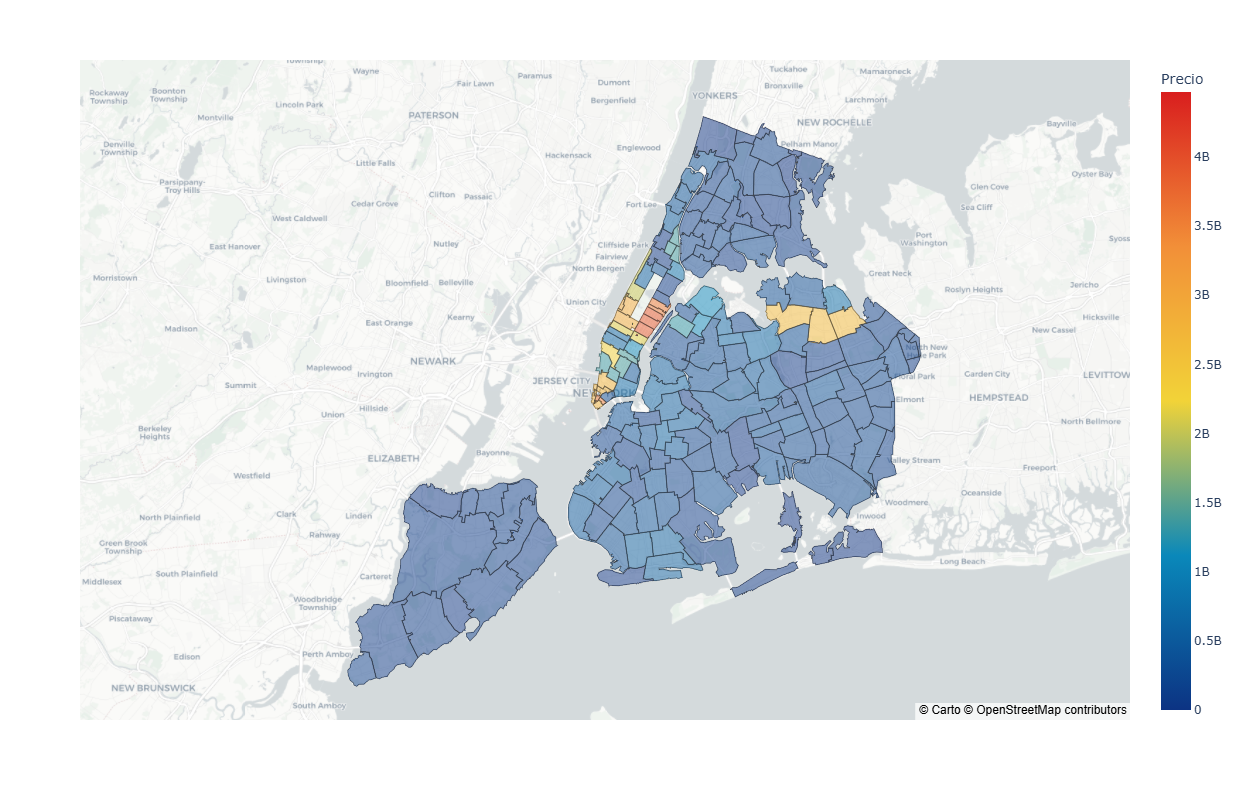 Precio
4B
3.5B
3B
2.5B
2B
1.5B
1B
0.5B
0
Township
Wayne
Fair Lawn
Paramus
Dumont
Tuckahoe
Mamaroneck
Bronxville
Rockaway
Township
Boonton
Township
Lincoln Park
Bergenfield
YONKERS
Larchmont
Montville
PATERSON
NEW ROCHELLE
Bayville
Denville
Township
Hackensack
Englewood
Pelham Manor
Little Falls
Oyster Bay
Parsippany-
Troy Hills
Clifton
Passaic
Glen Cove
Cedar Grove
Fort Lee
Sea Cliff
West Caldwell
East Hanover
Nutley
Cliffside Park
Fairview
North Bergen
Port
Washington
Syoss
Morristown
Livingston
Bloomfield
Belleville
Great Neck
Roslyn Heights
Jericho
Union City
Kearny
East Orange
Hicksville
Madison
New Cassel
North New
Hyde Park
NEWARK
Maplewood
Irvington
Floral Park
Garden City
LEVITTOW
Summit
JERSEY CITY
NEW YORK
Elmont
HEMPSTEAD
Union
Hillside
North Bellmore
Berkeley
Heights
Bayonne
ELIZABETH
Valley Stream
Freeport
Westfield
Oceanside
Woodmere
North Plainfield
Clark
Linden
Inwood
Rahway
Green Brook
Township
Long Beach
South Plainfield
Carteret
Middlesex
Woodbridge
Township
Piscataway
Edison
Perth Amboy
NEW BRUNSWICK
South Amboy
© Carto © OpenStreetMap contributors